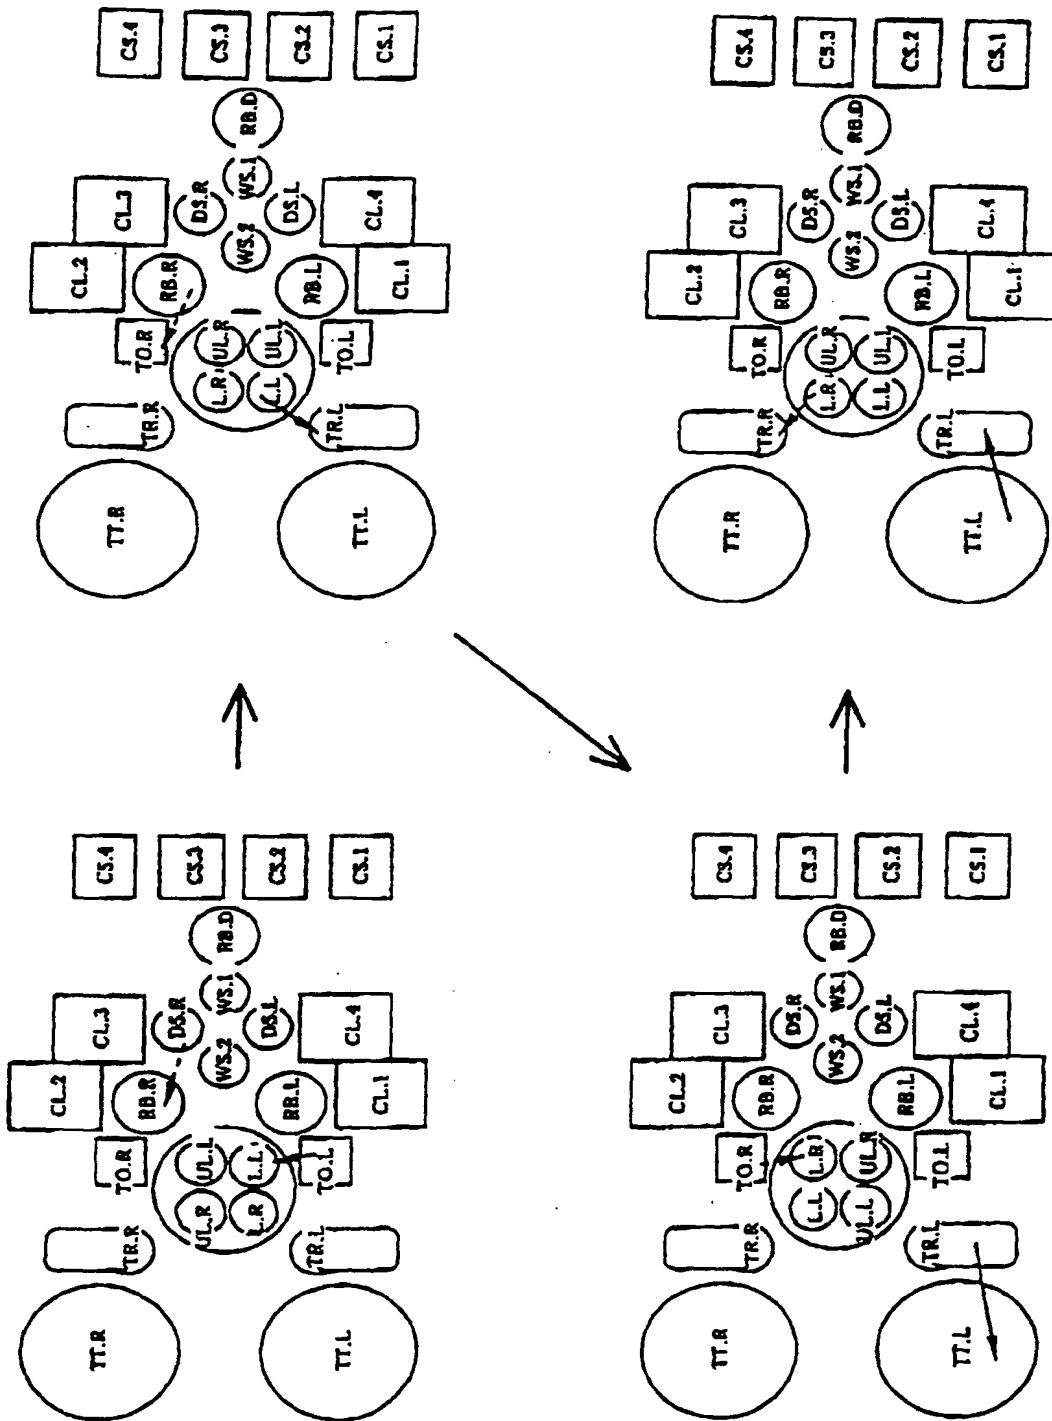 TT.R
TR.R
TO.R
CL.2
CL.3
CS.4
RB.R
DS.R
CS.3
UL.R
UL.L
WS.2
WS.1
RB.D
L.R
L.L
RB.L
DS.L
CS.2
TT.L
TR.L
TO.L
CL.1
CL.4
CS.1
TT.R
TR.R
TO.R
CL.2
CL.3
CS.4
RB.R
DS.R
CS.3
L.R
UL.R
WS.2
WS.1
RB.D
L.L
UL.L
RB.L
DS.L
CS.2
TT.L
TR.L
TO.L
CL.1
CL.4
CS.1
TT.R
TR.R
TO.R
CL.2
CL.3
CS.4
RB.R
DS.R
CS.3
L.L
L.R
WS.2
WS.1
RB.D
UL.L
UL.R
RB.L
DS.L
CS.2
TT.L
TR.L
TO.L
CL.1
CL.4
CS.1
TT.R
TR.R
TO.R
CL.2
CL.3
CS.4
RB.R
DS.R
CS.3
L.R
UL.R
WS.2
WS.1
RB.D
L.L
UL.L
RB.L
DS.L
CS.2
TT.L
TR.L
TO.L
CL.1
CL.4
CS.1